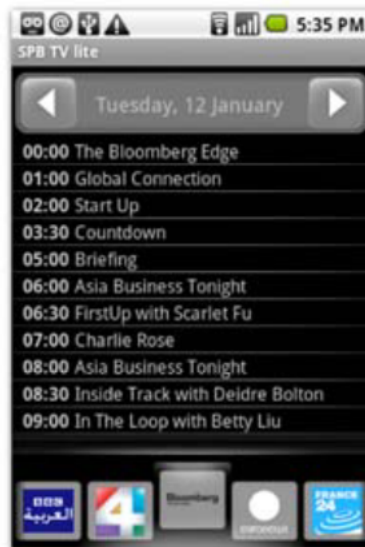 5:35 PM
SPB TV lite
Tuesday, 12 January
00:00 The Bloomberg Edge
01:00 Global Connection
02:00 Start Up
03:30 Countdown
05:00 Briefing
06:00 Asia Business Tonight
06:30 FirstUp with Scarlet Fu
07:00 Charlie Rose
08:00 Asia Business Tonight
08:30 Inside Track with Deidre Bolton
09:00 In The Loop with Betty Liu
BBC
العربية
4
Bloomberg
euronews
FRANCE
24